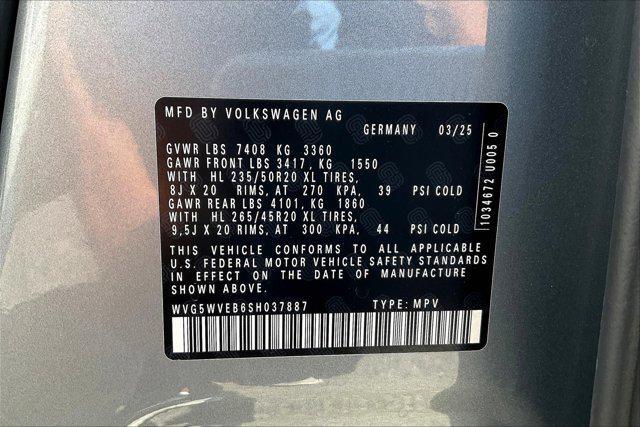 MFD BY VOLKSWAGEN AG
GERMANY 03/25
GVWR LBS 7408 KG 3360
GAWR FRONT LBS 3417, KG 1550
WITH HL 235/50R20 XL TIRES,
8J X 20 RIMS, AT 270 KPA, 39 PSI COLD
GAWR REAR LBS 4101, KG 1860
WITH HL 265/45R20 XL TIRES,
9,5J X 20 RIMS, AT 300 KPA, 44 PSI COLD
THIS VEHICLE CONFORMS TO ALL APPLICABLE
U.S. FEDERAL MOTOR VEHICLE SAFETY STANDARDS
IN EFFECT ON THE DATE OF MANUFACTURE
SHOWN ABOVE.
WVG5WVEB6SH037887 TYPE: MPV
1034672 U005 0